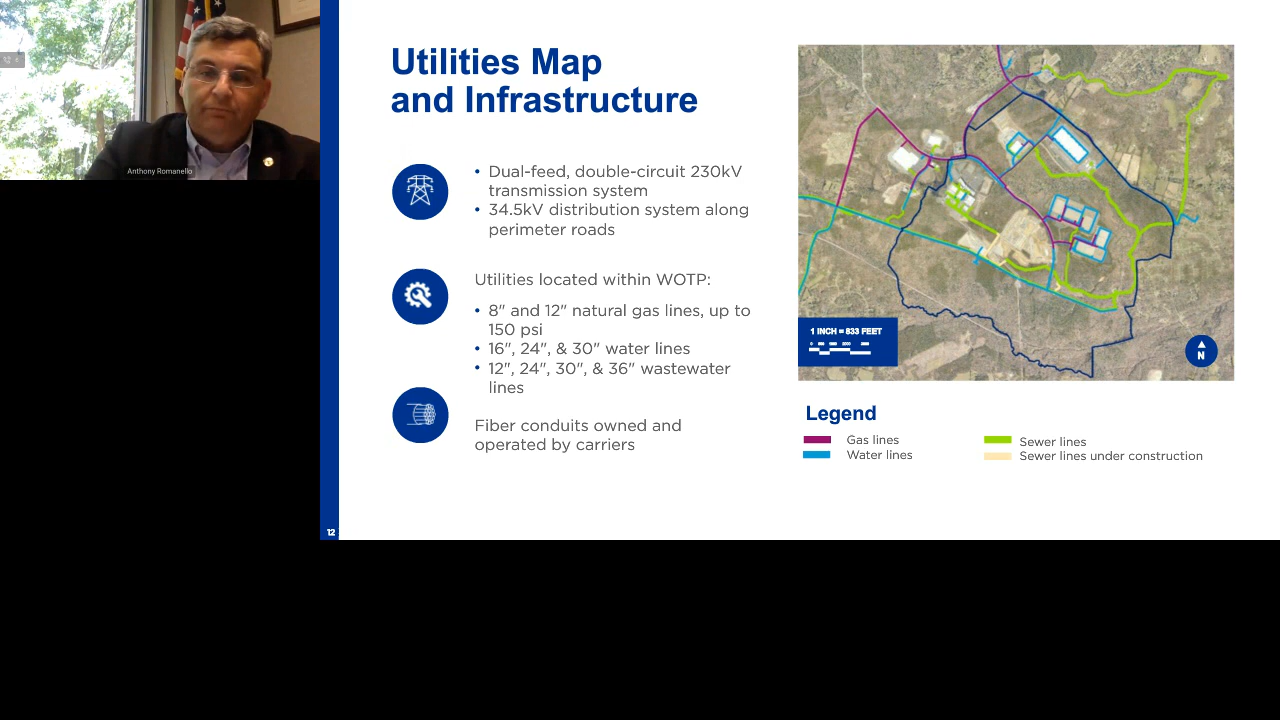 Anthony Romanello
Utilities Map
and Infrastructure
• Dual-feed, double-circuit 230kV
transmission system
• 34.5kV distribution system along
perimeter roads
Utilities located within WOTP:
• 8" and 12" natural gas lines, up to
150 psi
• 16", 24", & 30" water lines
• 12", 24", 30", & 36" wastewater
lines
Fiber conduits owned and
operated by carriers
1 INCH = 833 FEET
N
Legend
Gas lines
Water lines
Sewer lines
Sewer lines under construction
12